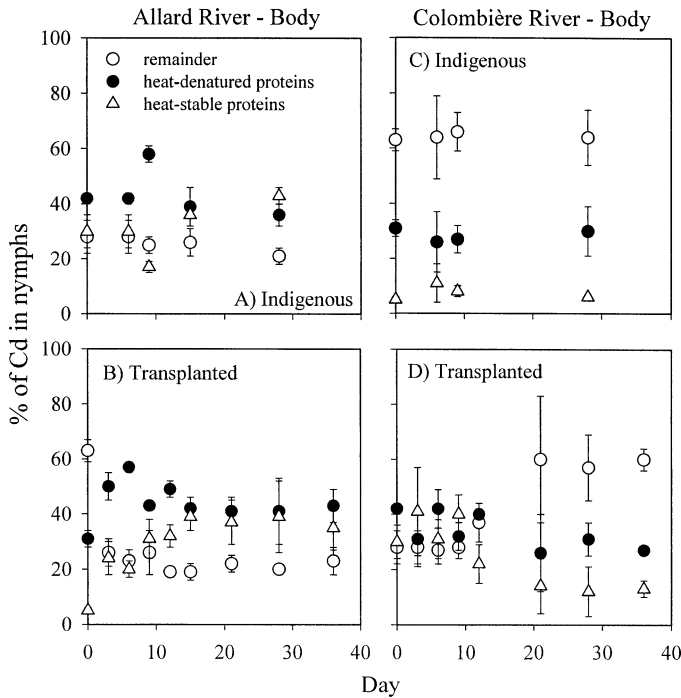 Allard River - Body Colombière River - Body
100
80
60
40
20
0
remainder
heat-denatured proteins
heat-stable proteins
A) Indigenous
C) Indigenous
% of Cd in nymphs
100
80
60
40
20
0
B) Transplanted
D) Transplanted
0 10 20 30 40 0 10 20 30 40
Day